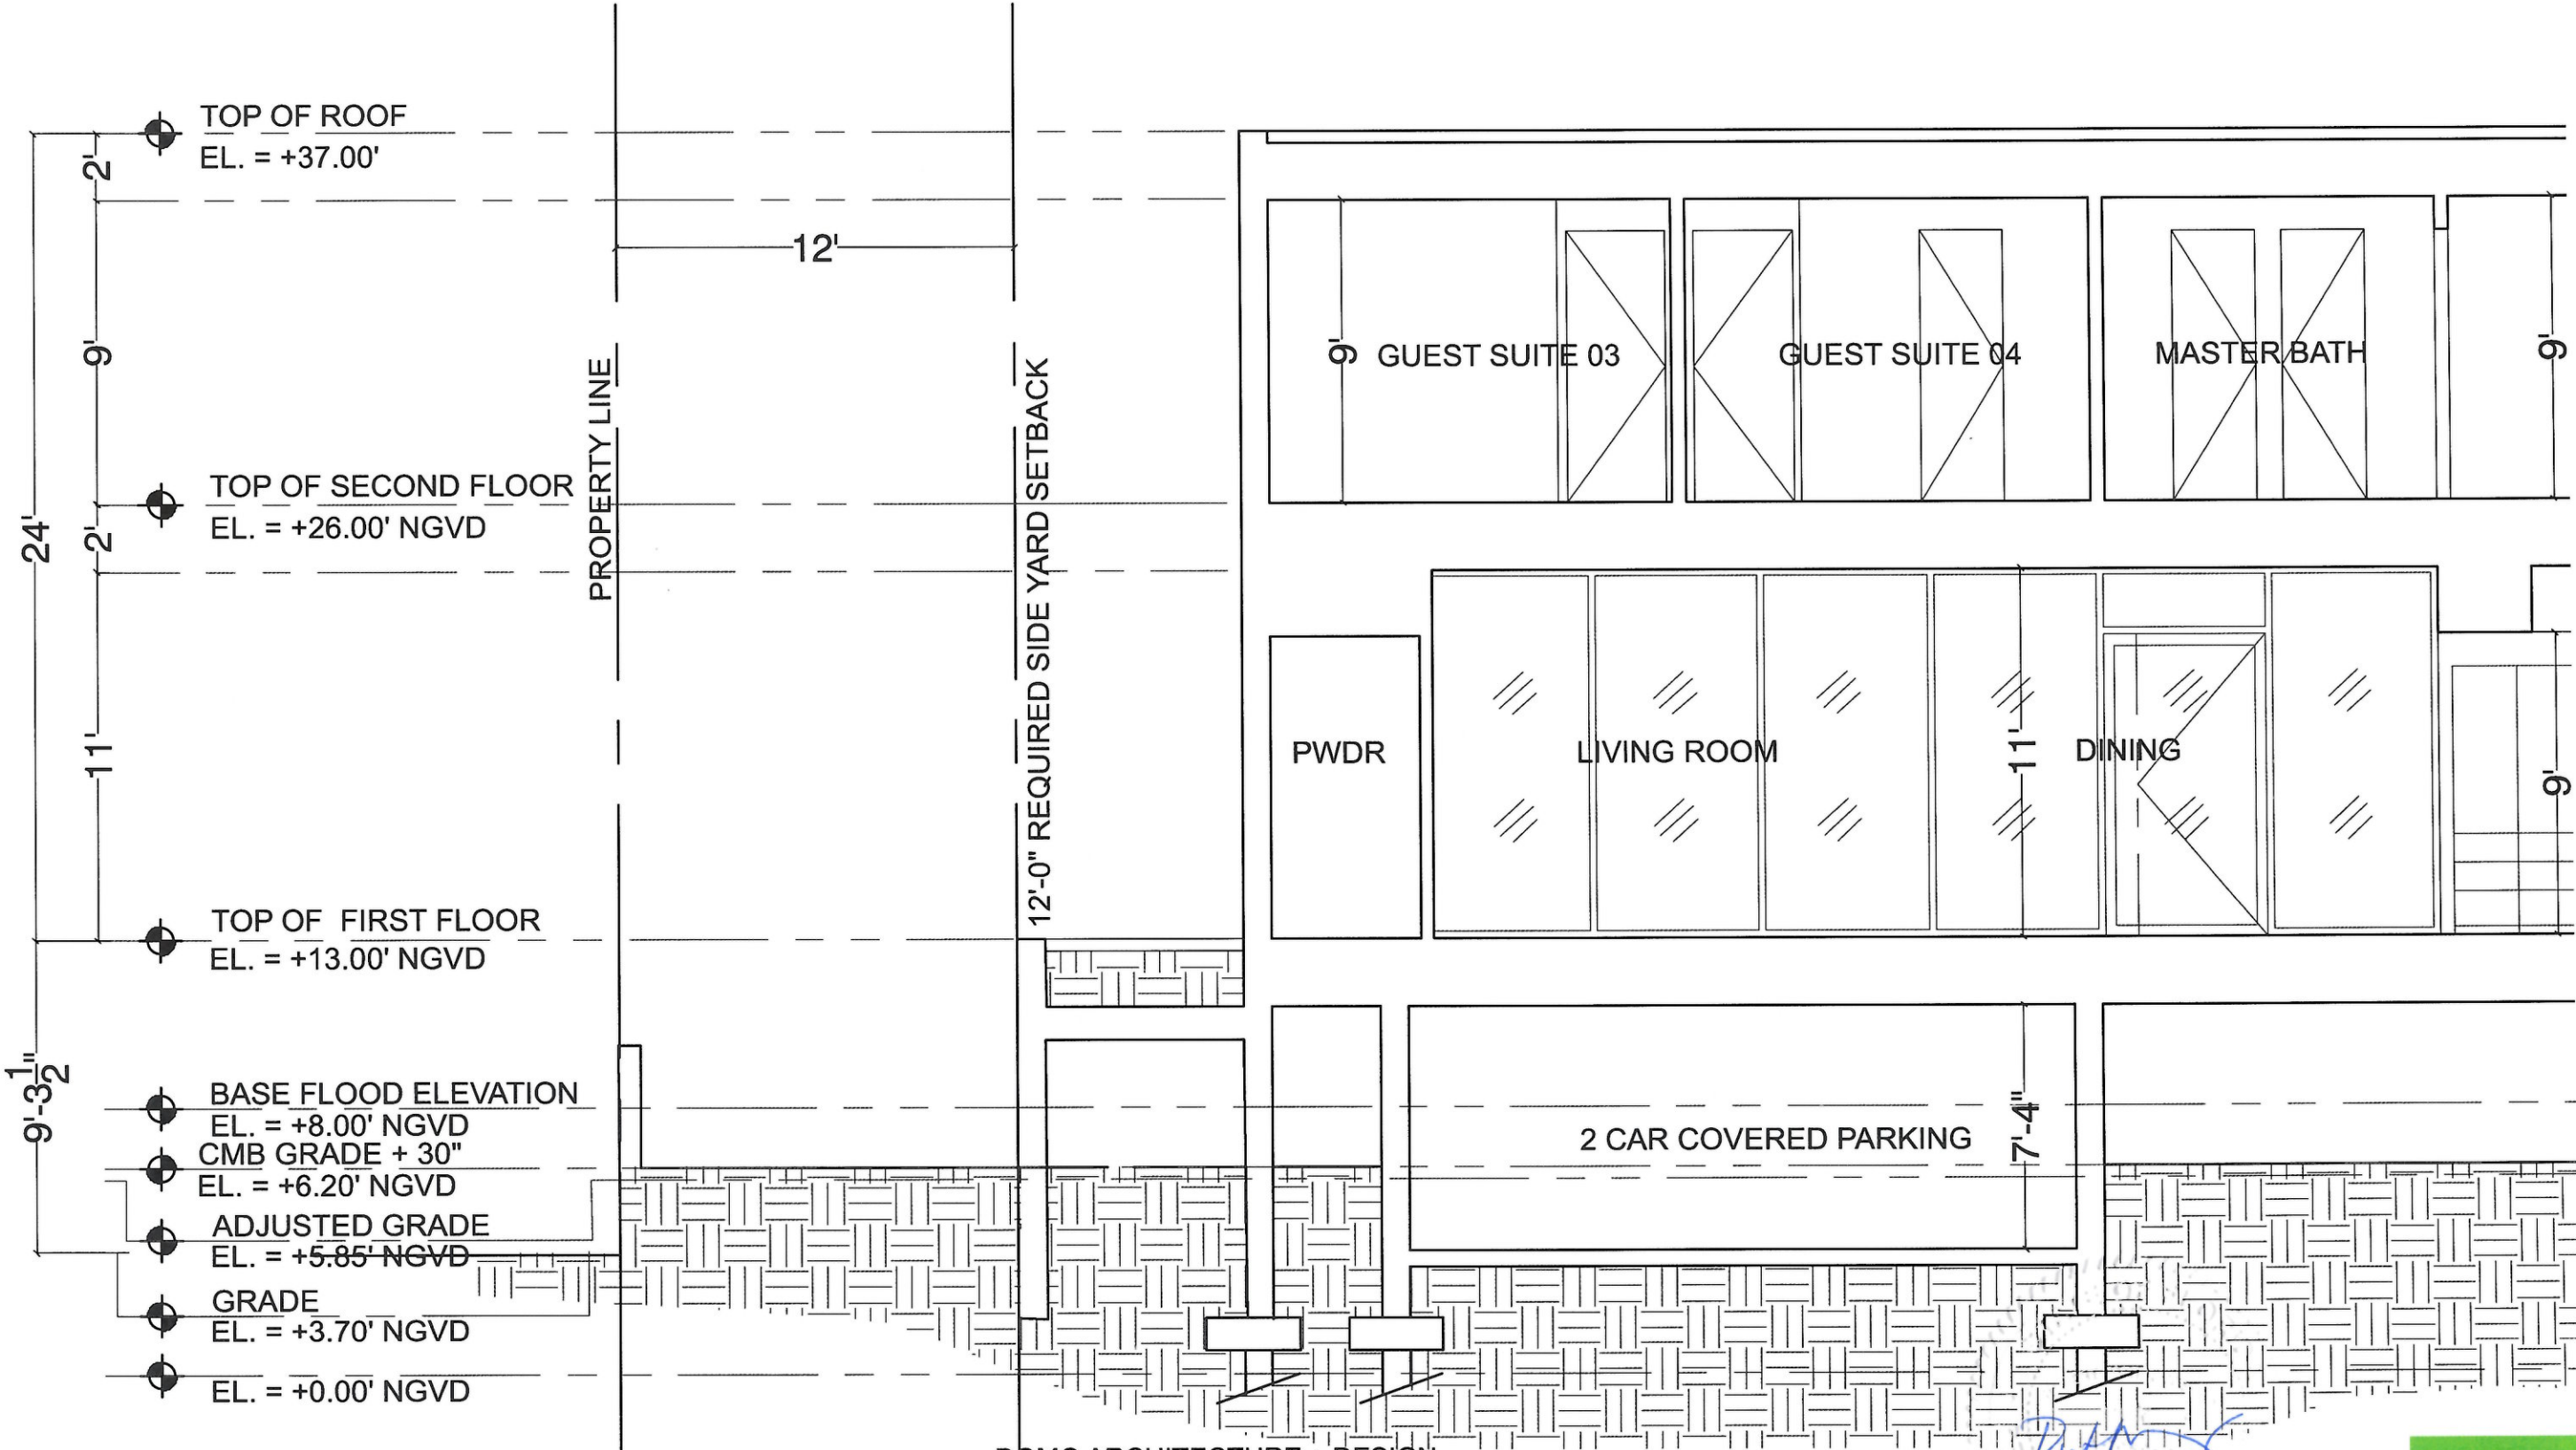 TOP OF ROOF
EL. = +37.00'
2'
12'
9'
9'
GUEST SUITE 03
GUEST SUITE 04
MASTER BATH
9'
PROPERTY LINE
12'-0" REQUIRED SIDE YARD SETBACK
TOP OF SECOND FLOOR
EL. = +26.00' NGVD
24'
2'
11'
PWDR
LIVING ROOM
11'
DINING
9'
TOP OF FIRST FLOOR
EL. = +13.00' NGVD
9'-3 1/2"
BASE FLOOD ELEVATION
EL. = +8.00' NGVD
CMB GRADE + 30"
EL. = +6.20' NGVD
2 CAR COVERED PARKING
7'-4"
ADJUSTED GRADE
EL. = +5.85' NGVD
GRADE
EL. = +3.70' NGVD
EL. = +0.00' NGVD